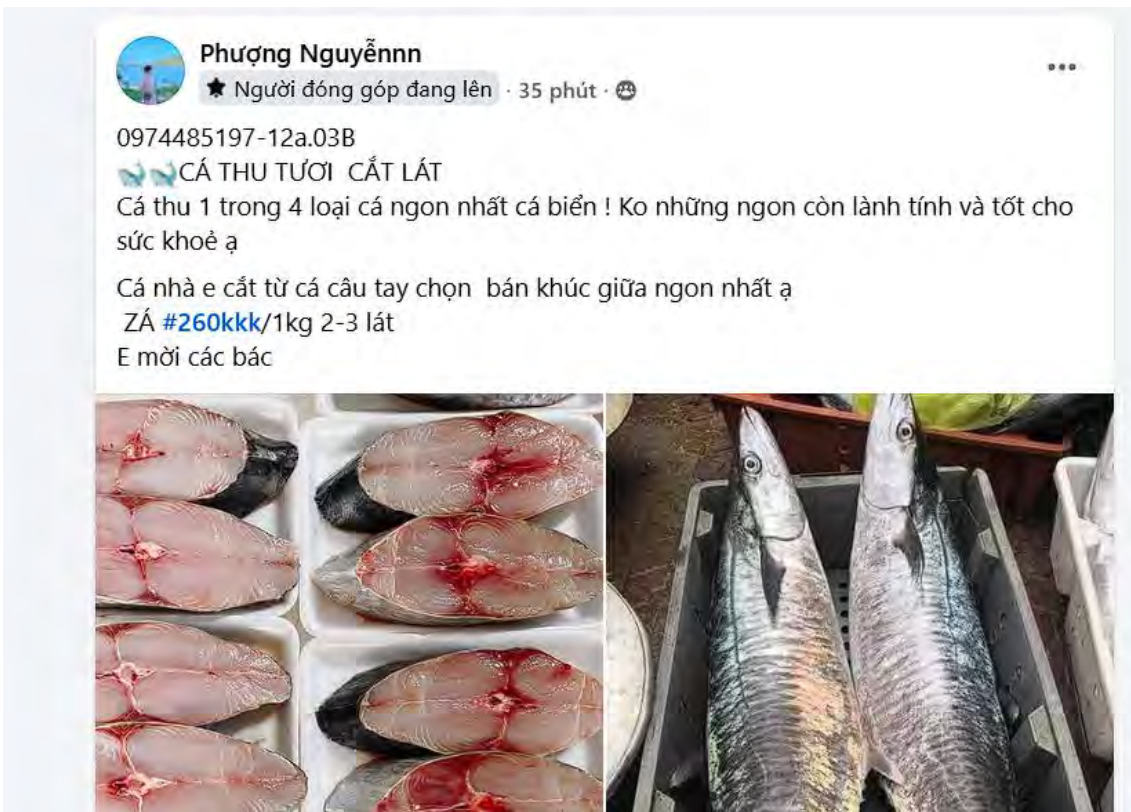 Phượng Nguyễnnn
Người đóng góp đang lên · 35 phút ·
0974485197-12a.03B
🐋🐋CÁ THU TƯƠI CẮT LÁT
Cá thu 1 trong 4 loại cá ngon nhất cá biển ! Ko những ngon còn lành tính và tốt cho
sức khoẻ ạ
Cá nhà e cắt từ cá câu tay chọn bán khúc giữa ngon nhất ạ
ZÁ #260kkk/1kg 2-3 lát
E mời các bác